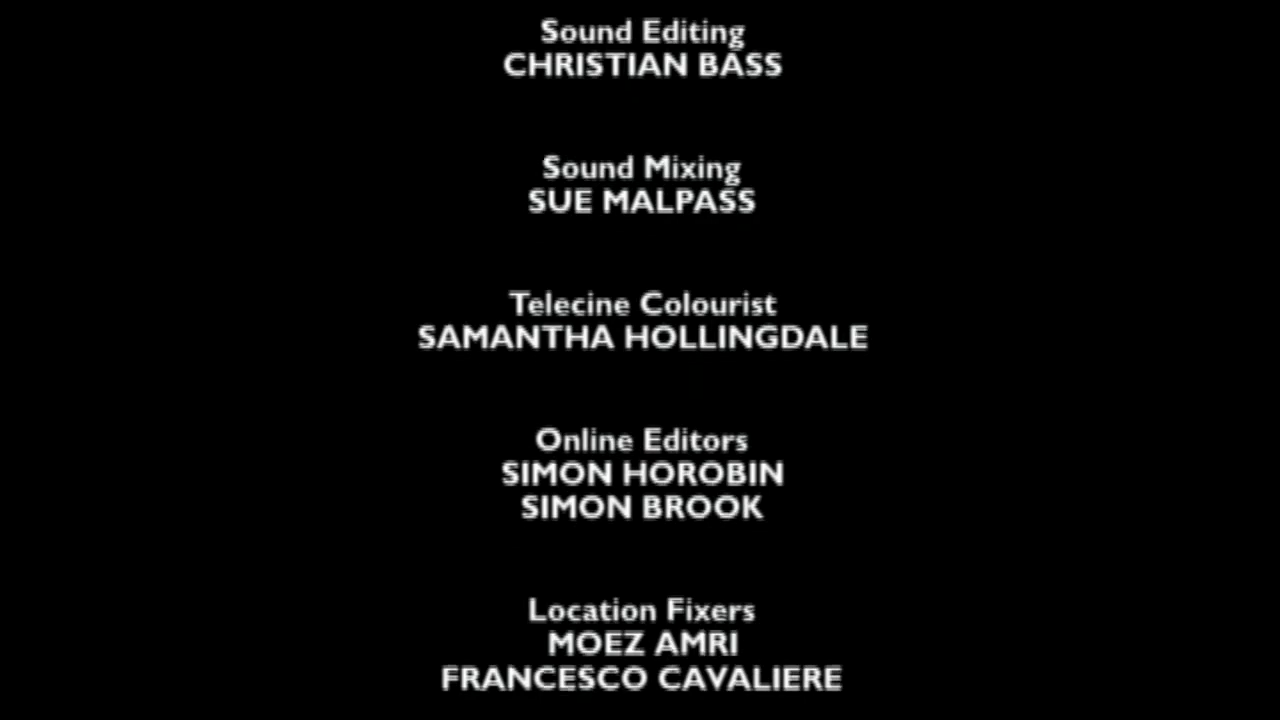 Sound Editing
CHRISTIAN BASS
Sound Mixing
SUE MALPASS
Telecine Colourist
SAMANTHA HOLLINGDALE
Online Editors
SIMON HOROBIN
SIMON BROOK
Location Fixers
MOEZ AMRI
FRANCESCO CAVALIERE